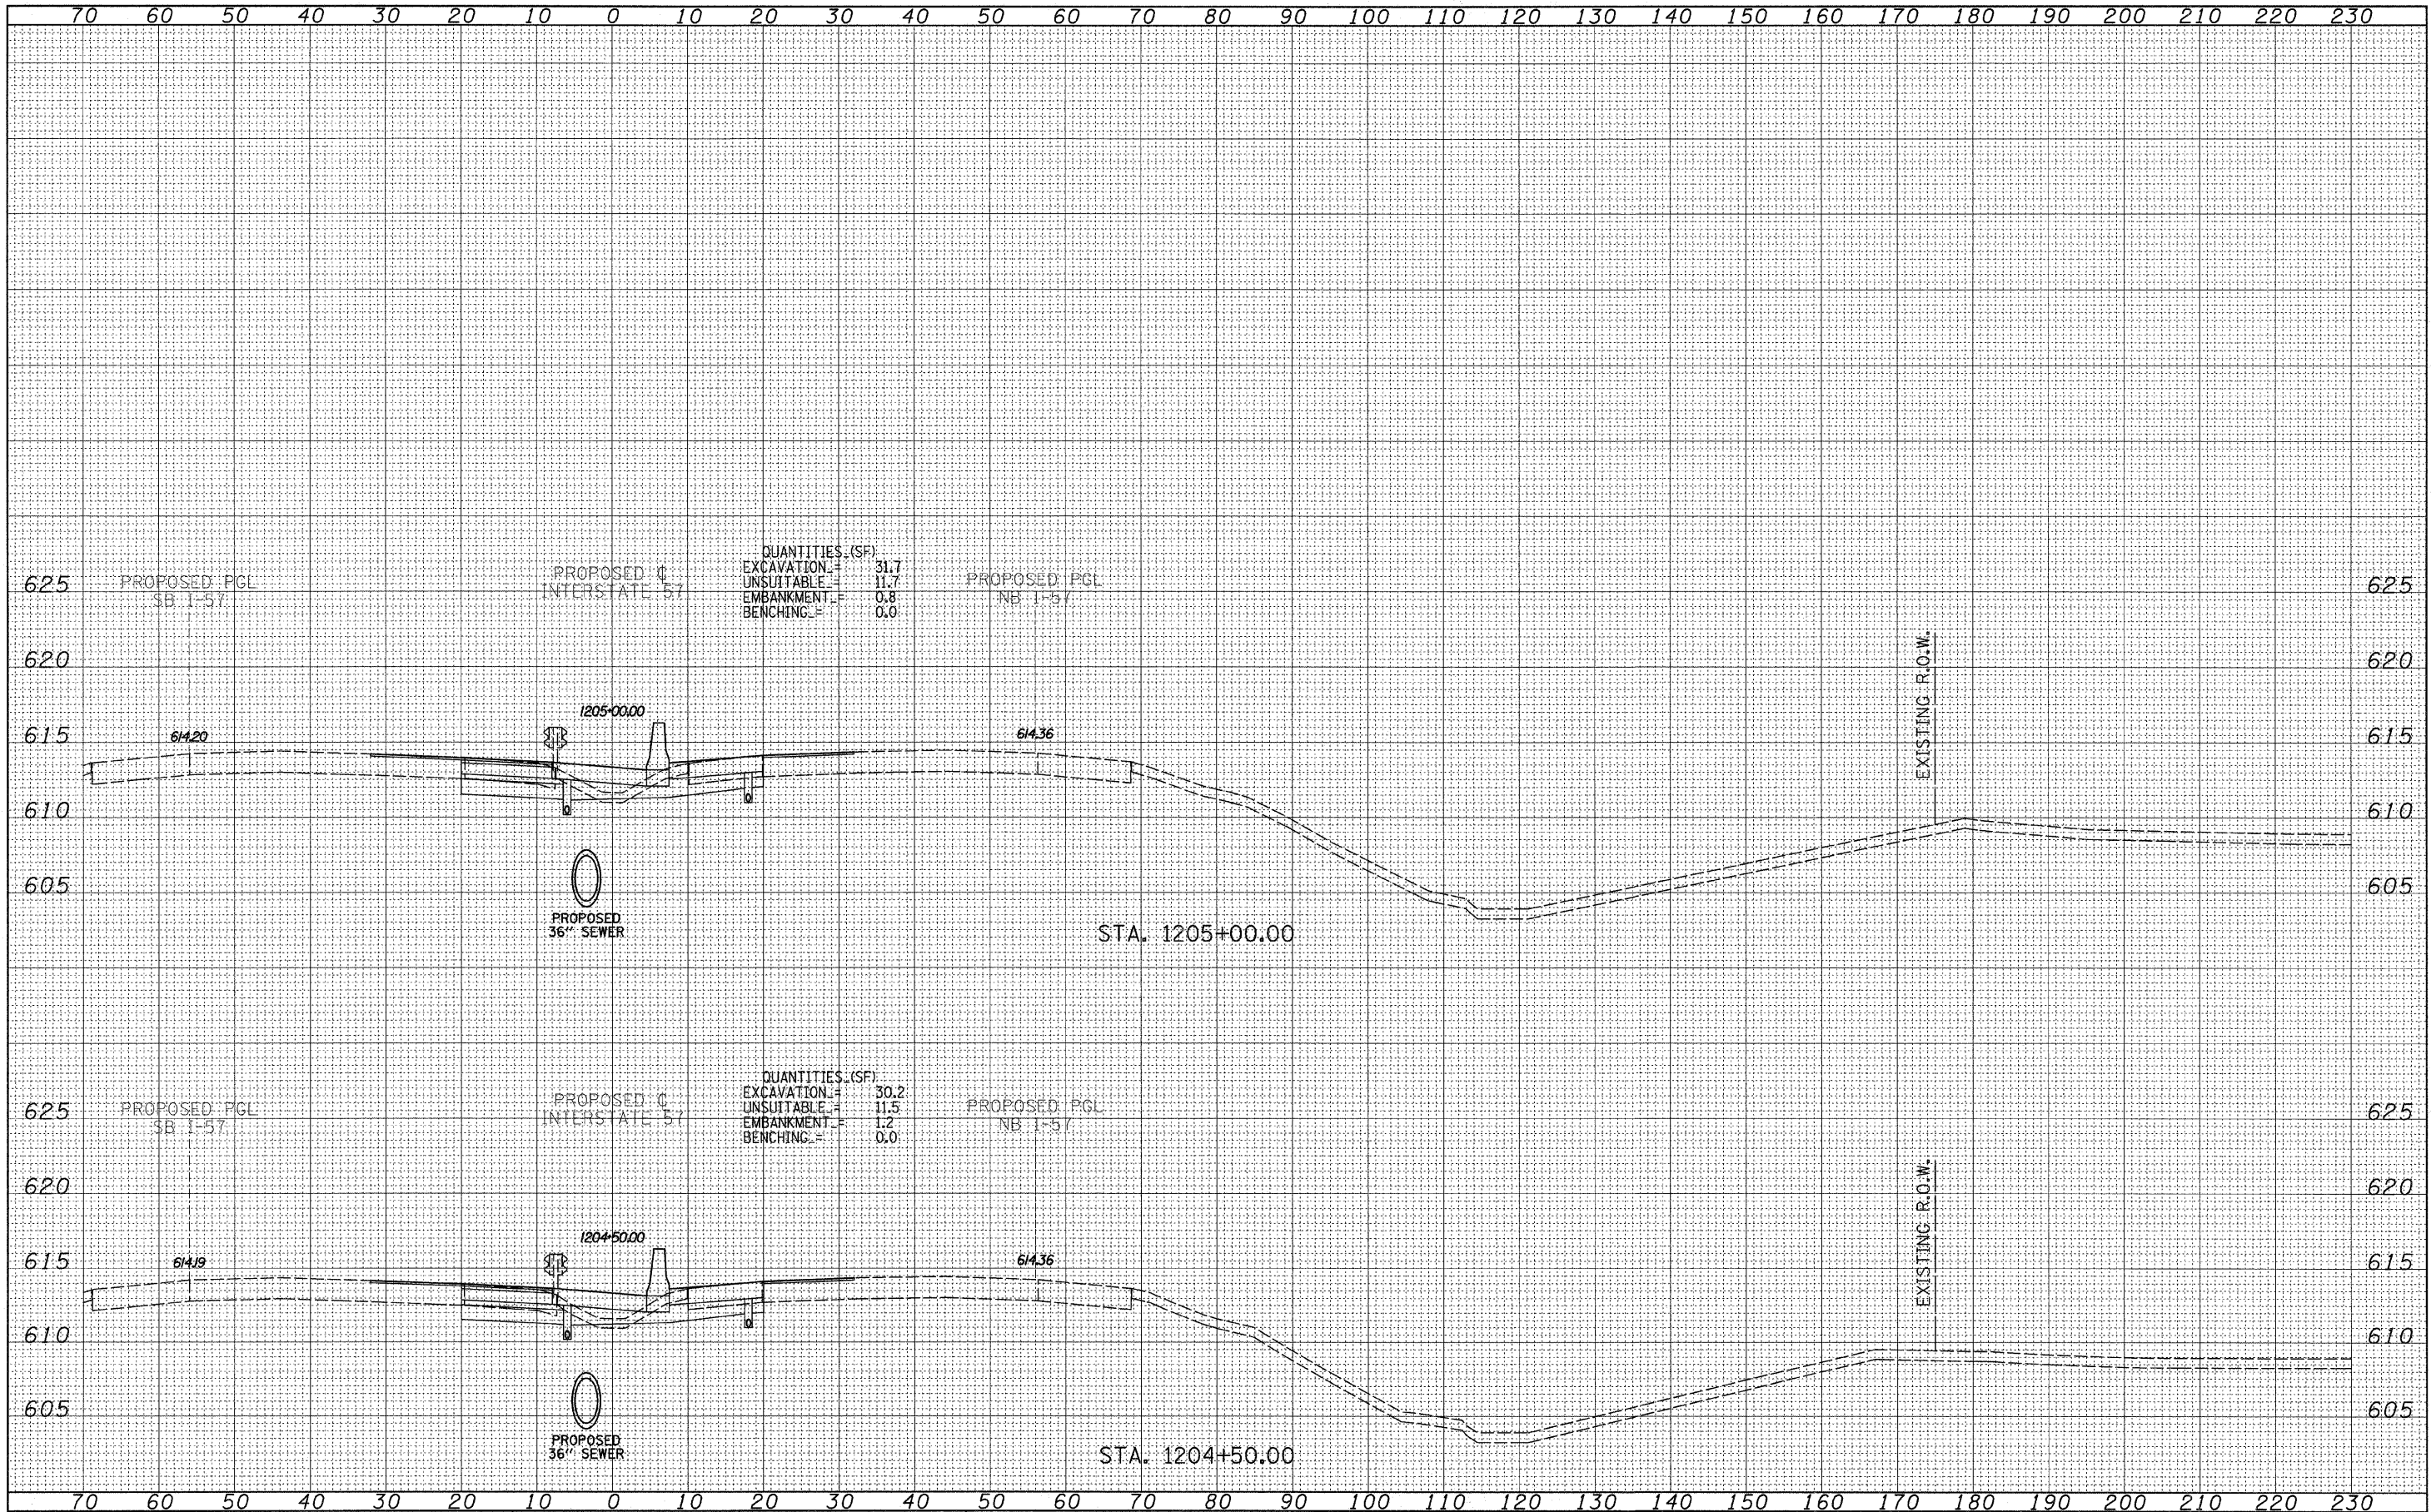 70 60 50 40 30 20 10 0 10 20 30 40 50 60 70 80 90 100 110 120 130 140 150 160 170 180 190 200 210 220 230
QUANTITIES (SF)
EXCAVATION = 31.7
UNSUITABLE = 11.7
EMBANKMENT = 0.8
BENCHING = 0.0
625
PROPOSED PGL
SB I-57
PROPOSED ℄
INTERSTATE 57
PROPOSED PGL
NB I-57
625
620
EXISTING R.O.W.
620
1205+00.00
615
614.20
614.36
615
610
610
605
605
PROPOSED
36" SEWER
STA. 1205+00.00
QUANTITIES (SF)
EXCAVATION = 30.2
UNSUITABLE = 11.5
EMBANKMENT = 1.2
BENCHING = 0.0
625
PROPOSED PGL
SB I-57
PROPOSED ℄
INTERSTATE 57
PROPOSED PGL
NB I-57
625
620
EXISTING R.O.W.
620
1204+50.00
615
614.19
614.36
615
610
610
605
605
PROPOSED
36" SEWER
STA. 1204+50.00
70 60 50 40 30 20 10 0 10 20 30 40 50 60 70 80 90 100 110 120 130 140 150 160 170 180 190 200 210 220 230